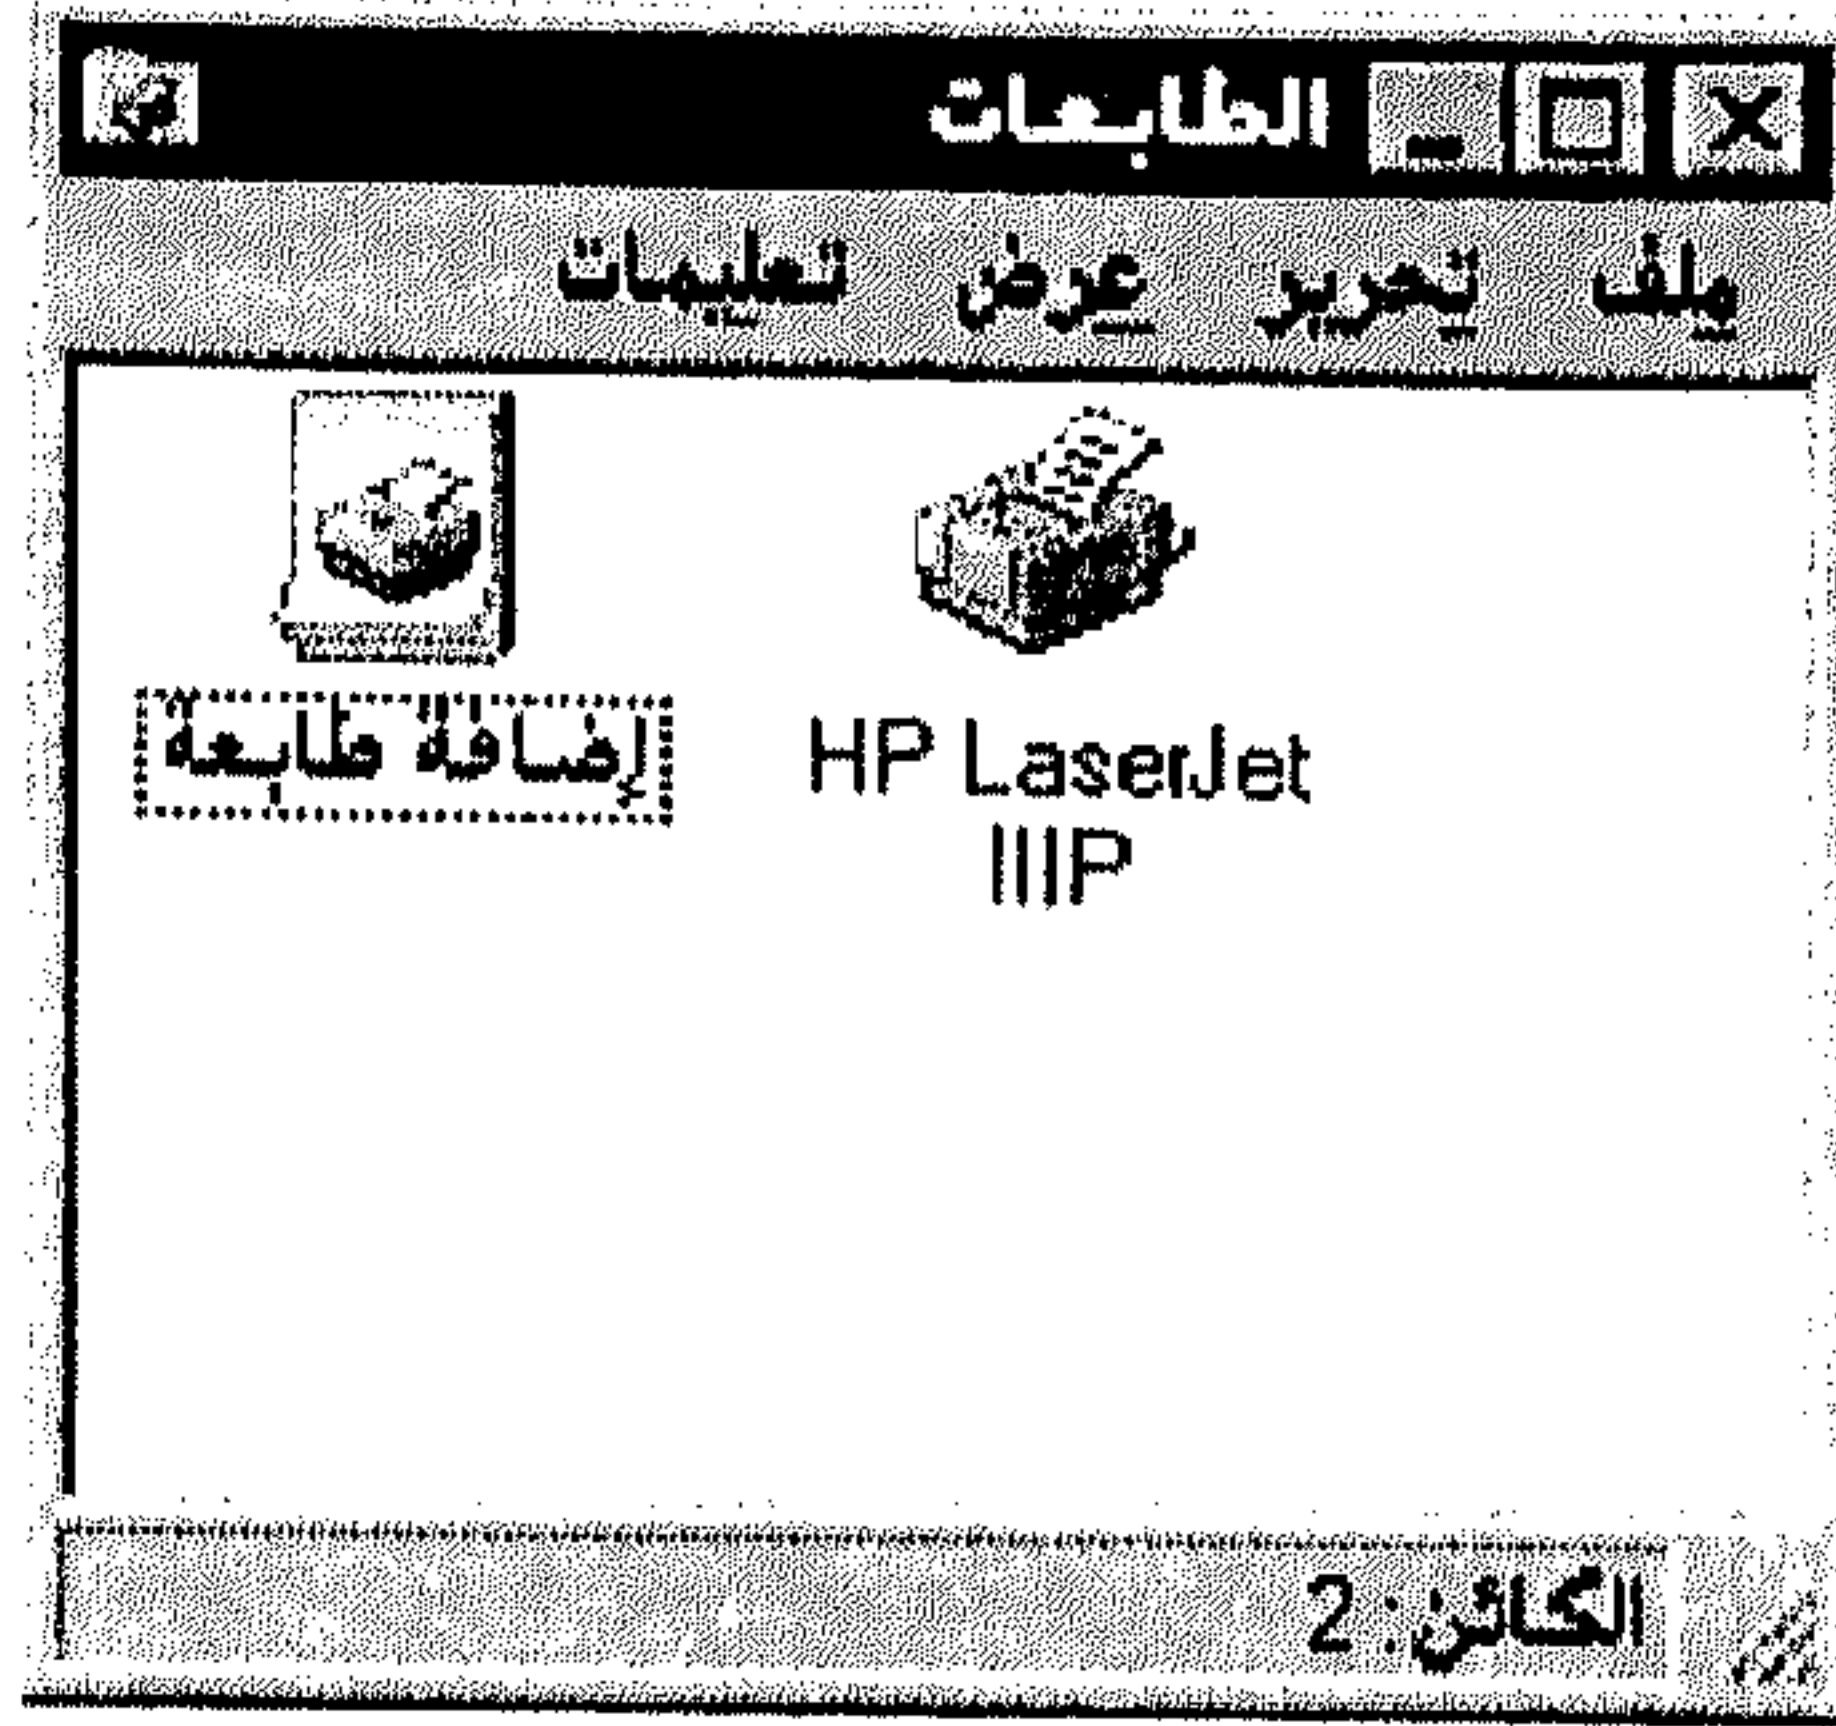 الطابعات
ملف تحرير عرض تعليمات
إضافة طابعة
HP LaserJet
IIIP
الكائن: 2